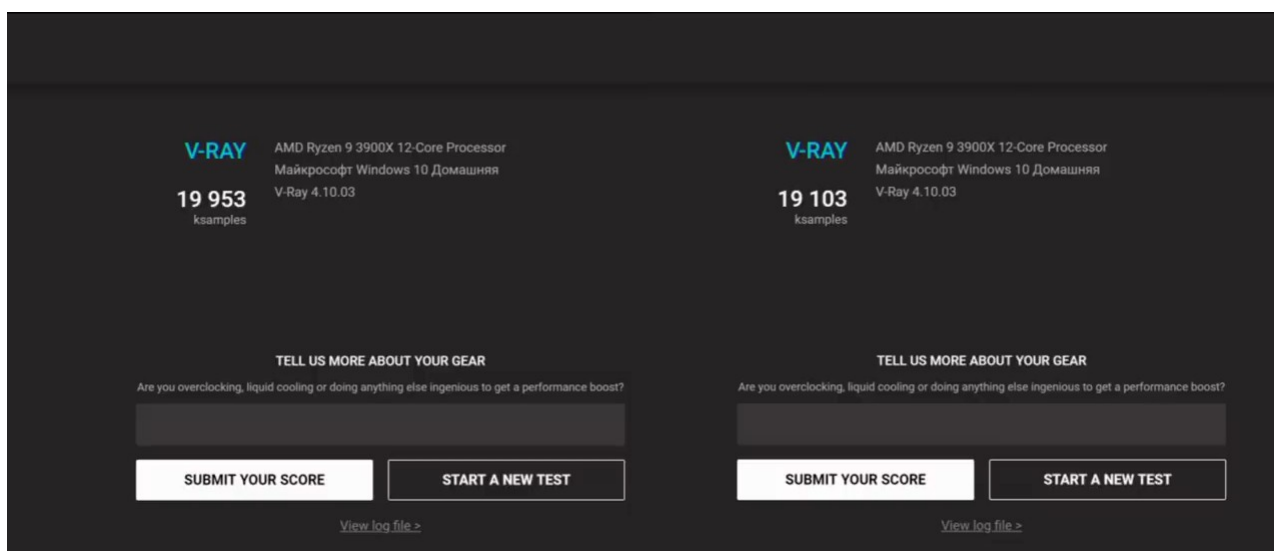 V-RAY
AMD Ryzen 9 3900X 12-Core Processor
Майкрософт Windows 10 Домашняя
19 953
V-Ray 4.10.03
ksamples
TELL US MORE ABOUT YOUR GEAR
Are you overclocking, liquid cooling or doing anything else ingenious to get a performance boost?
SUBMIT YOUR SCORE
START A NEW TEST
View log file >
V-RAY
AMD Ryzen 9 3900X 12-Core Processor
Майкрософт Windows 10 Домашняя
19 103
V-Ray 4.10.03
ksamples
TELL US MORE ABOUT YOUR GEAR
Are you overclocking, liquid cooling or doing anything else ingenious to get a performance boost?
SUBMIT YOUR SCORE
START A NEW TEST
View log file >